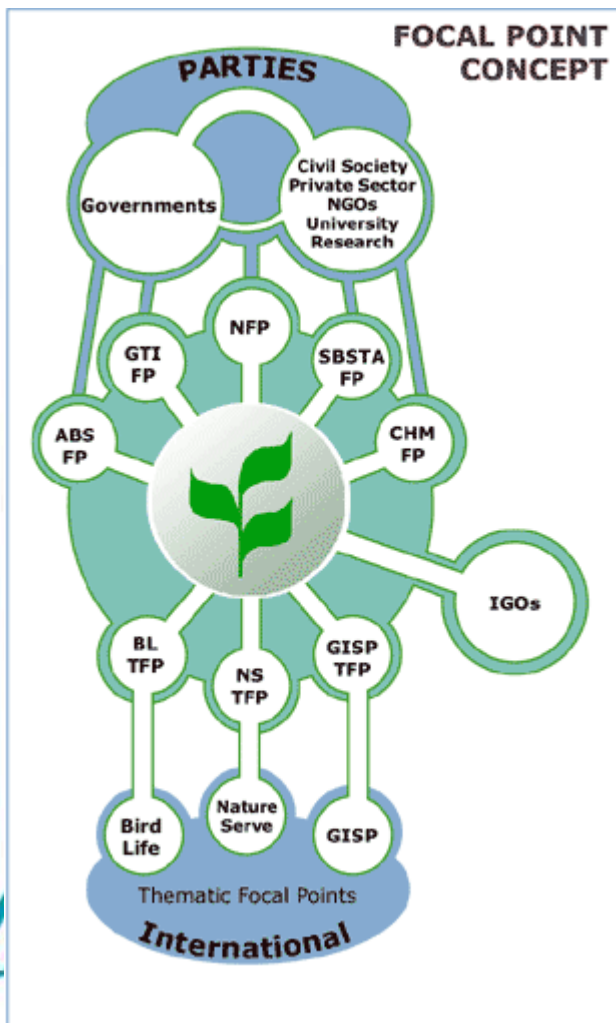 FOCAL POINT
CONCEPT
PARTIES
Governments
Civil Society
Private Sector
NGOs
University
Research
NFP
GTI
FP
SBSTA
FP
ABS
FP
CHM
FP
IGOs
BL
TFP
NS
TFP
GISP
TFP
Bird
Life
Nature
Serve
GISP
Thematic Focal Points
International